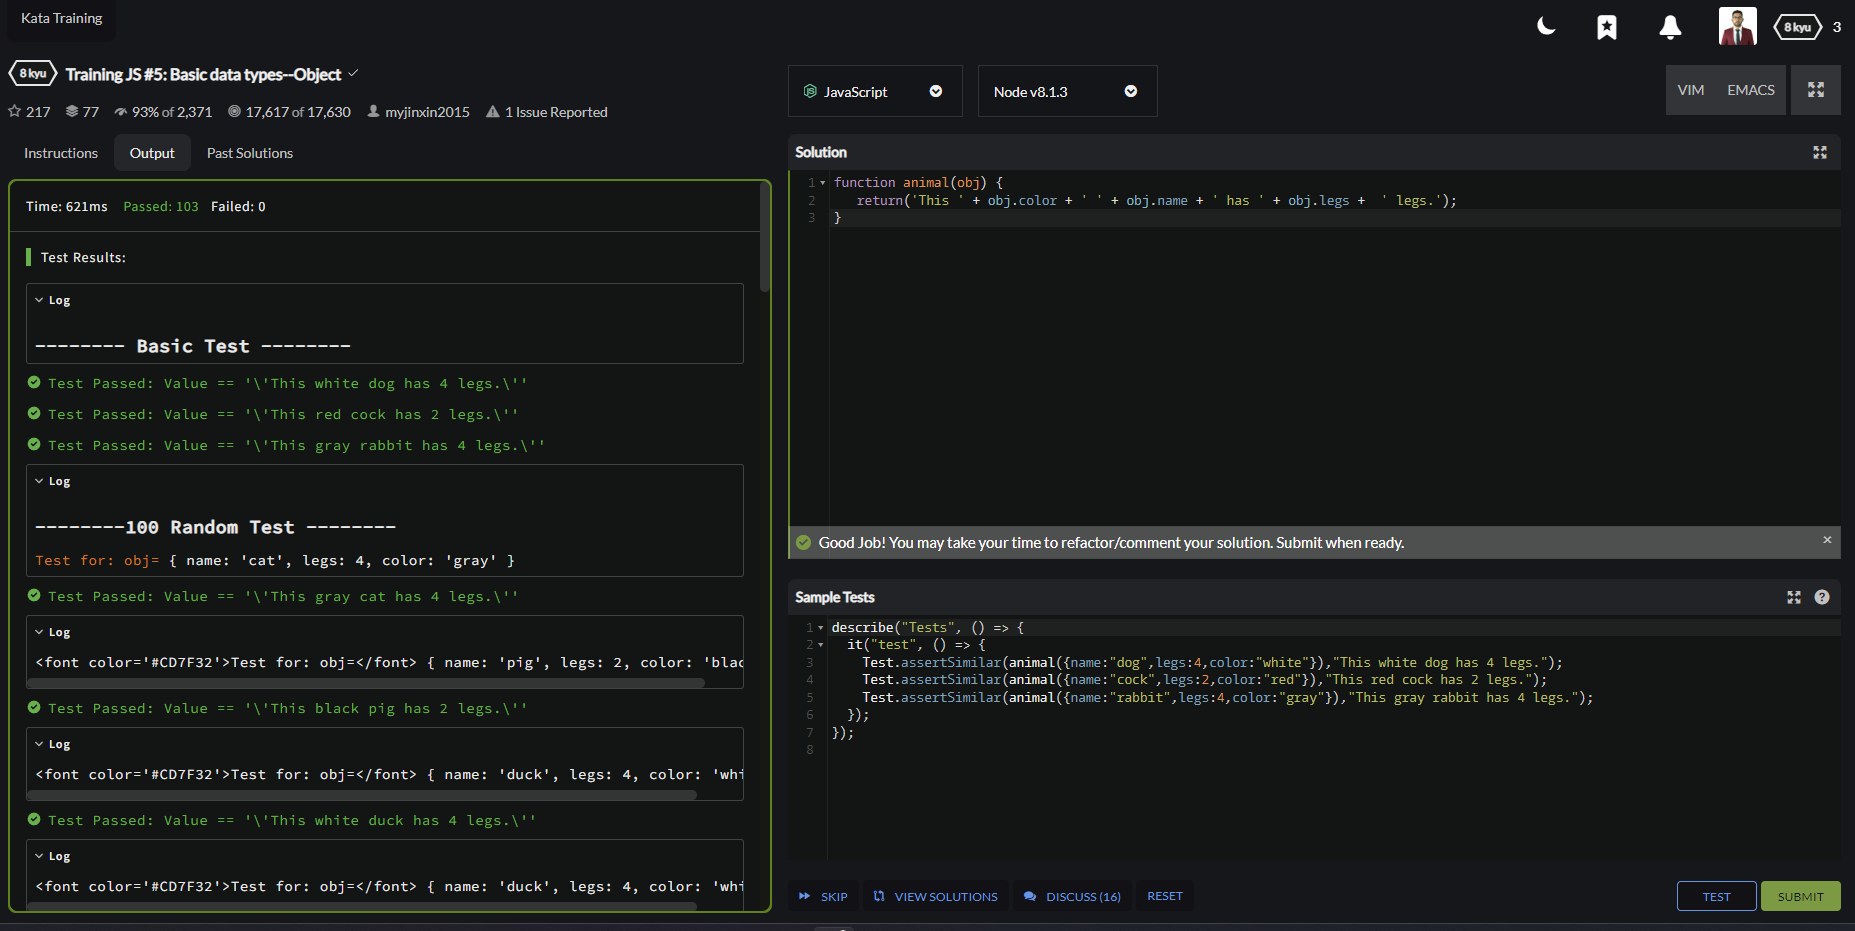 Kata Training
8 kyu
3
8 kyu Training JS #5: Basic data types--Object
217 77 93% of 2,371 17,617 of 17,630 myjinxin2015 1 Issue Reported
Instructions Output Past Solutions
Time: 621ms Passed: 103 Failed: 0
Test Results:
Log
-------- Basic Test --------
Test Passed: Value == '\'This white dog has 4 legs.\''
Test Passed: Value == '\'This red cock has 2 legs.\''
Test Passed: Value == '\'This gray rabbit has 4 legs.\''
Log
--------100 Random Test --------
Test for: obj= { name: 'cat', legs: 4, color: 'gray' }
Test Passed: Value == '\'This gray cat has 4 legs.\''
Log
<font color='#CD7F32'>Test for: obj=</font> { name: 'pig', legs: 2, color: 'blac
Test Passed: Value == '\'This black pig has 2 legs.\''
Log
<font color='#CD7F32'>Test for: obj=</font> { name: 'duck', legs: 4, color: 'whi
Test Passed: Value == '\'This white duck has 4 legs.\''
Log
<font color='#CD7F32'>Test for: obj=</font> { name: 'duck', legs: 4, color: 'whi
JavaScript
Node v8.1.3
VIM EMACS
Solution
1 function animal(obj) {
2 return('This ' + obj.color + ' ' + obj.name + ' has ' + obj.legs +  ' legs.');
3 }
Good Job! You may take your time to refactor/comment your solution. Submit when ready. ×
Sample Tests ?
1 describe("Tests", () => {
2 it("test", () => {
3 Test.assertSimilar(animal({name:"dog",legs:4,color:"white"}),"This white dog has 4 legs.");
4 Test.assertSimilar(animal({name:"cock",legs:2,color:"red"}),"This red cock has 2 legs.");
5 Test.assertSimilar(animal({name:"rabbit",legs:4,color:"gray"}),"This gray rabbit has 4 legs.");
6 });
7 });
8
SKIP VIEW SOLUTIONS DISCUSS (16) RESET TEST SUBMIT